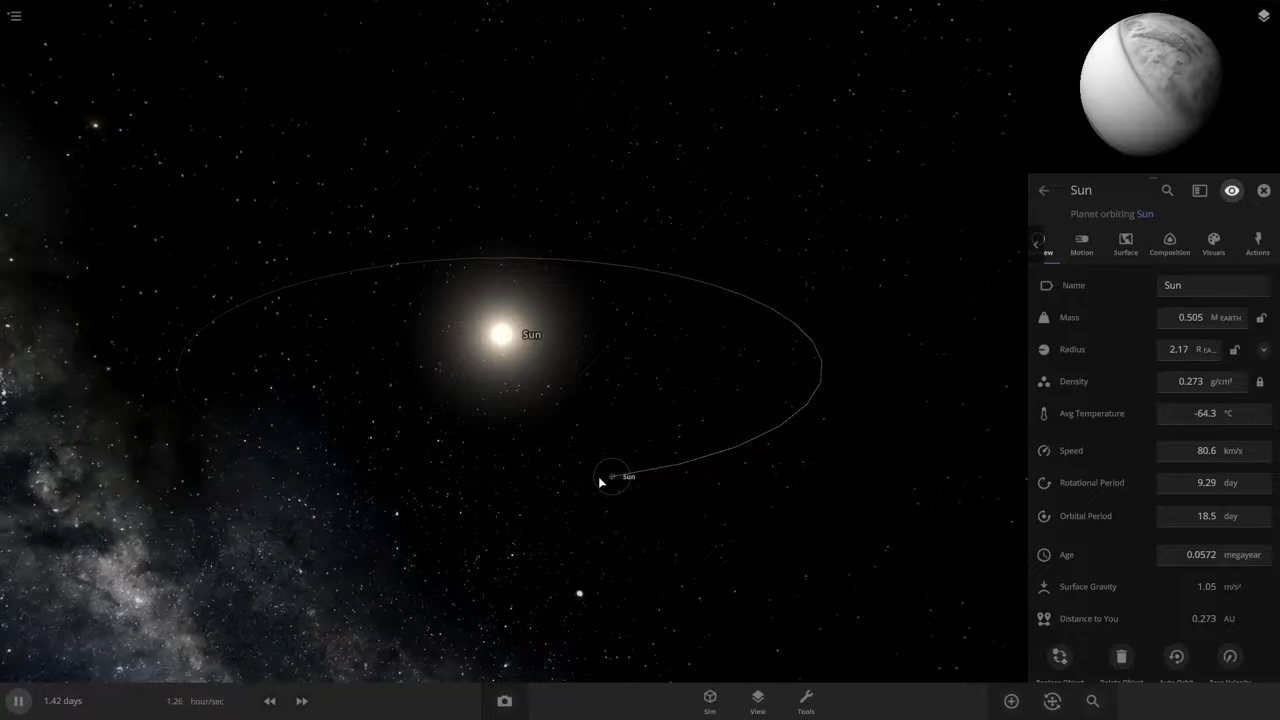 Sun
Planet orbiting Sun
ew
Motion
Surface
Composition
Visuals
Actions
Name Sun
Mass 0.505 M EARTH
Sun
Radius 2.17 R EA...
Density 0.273 g/cm³
Avg Temperature -64.3 °C
Speed 80.6 km/s
Sun
Rotational Period 9.29 day
Orbital Period 18.5 day
Age 0.0572 megayear
Surface Gravity 1.05 m/s²
Distance to You 0.273 AU
1.42 days
1.26 hour/sec
Sim
View
Tools